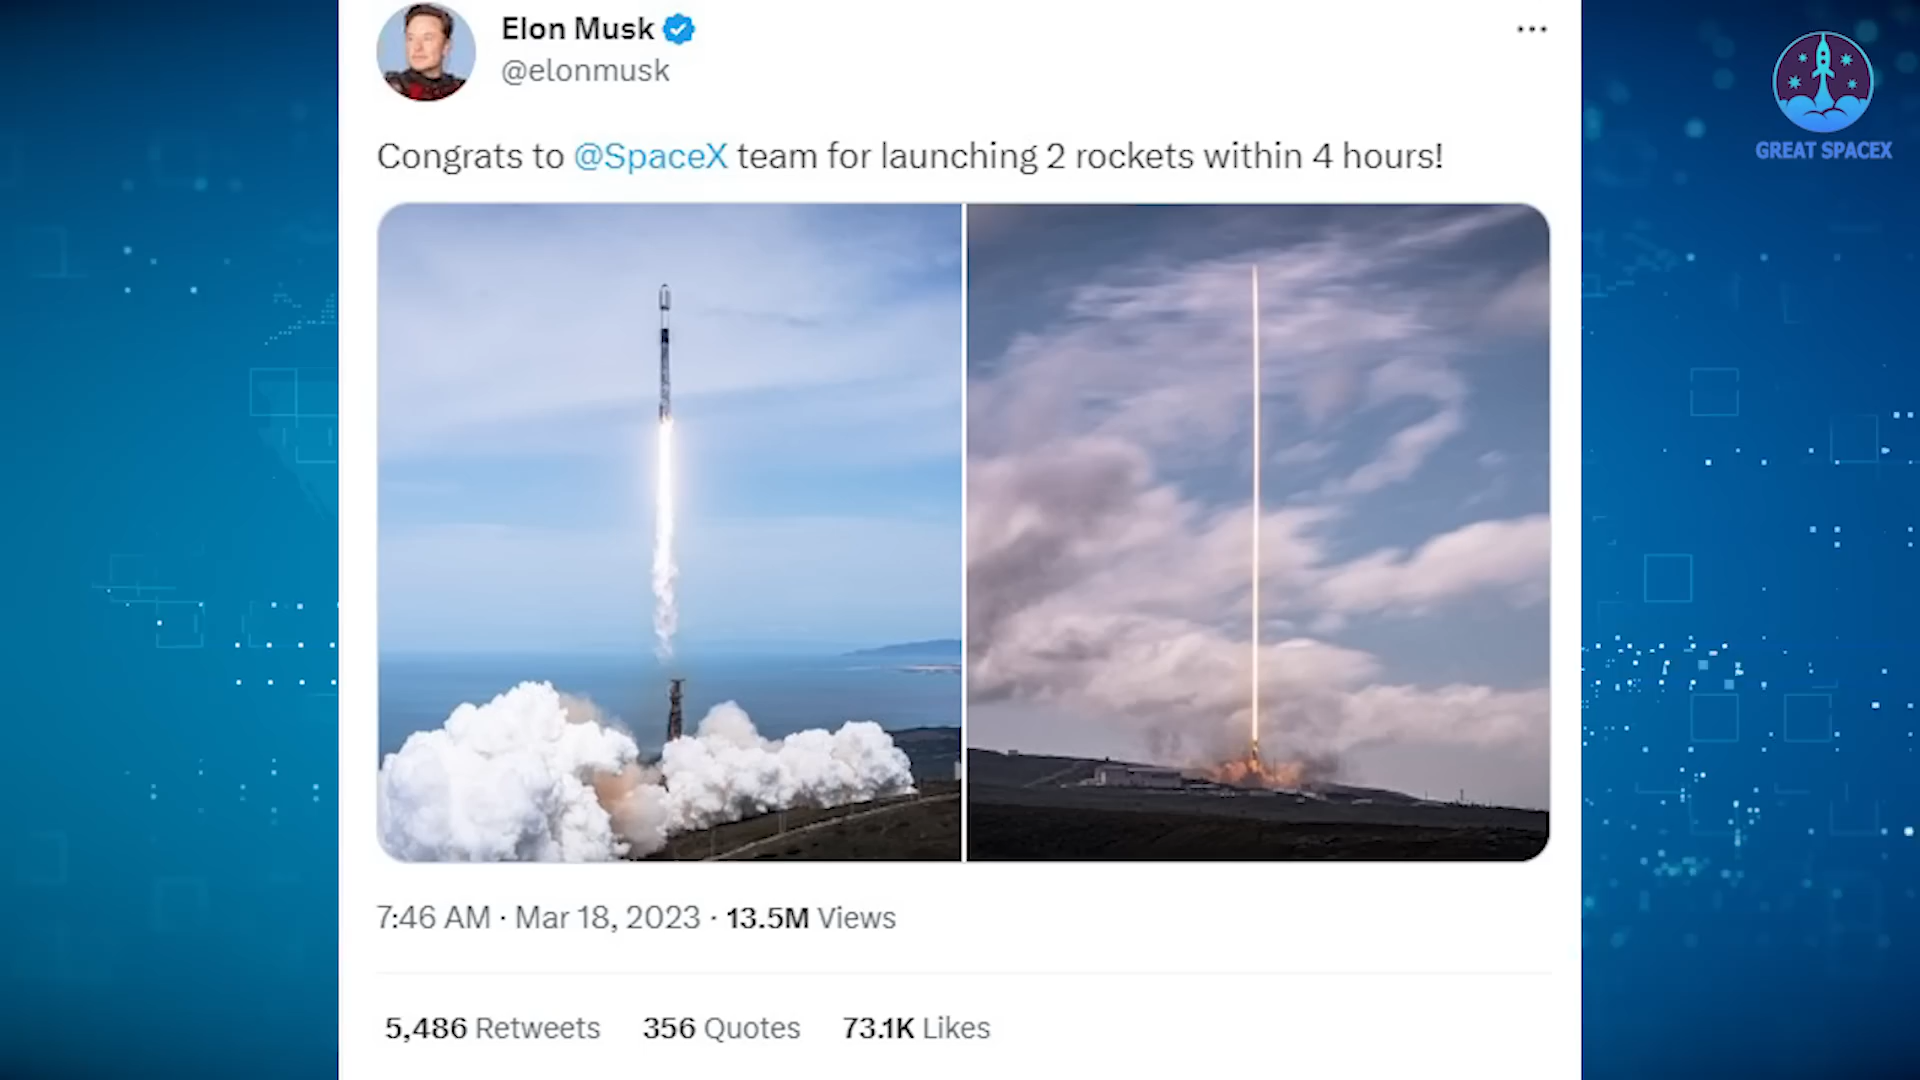 Elon Musk
@elonmusk
GREAT SPACEX
Congrats to @SpaceX team for launching 2 rockets within 4 hours!
7:46 AM · Mar 18, 2023 · 13.5M Views
5,486 Retweets 356 Quotes 73.1K Likes